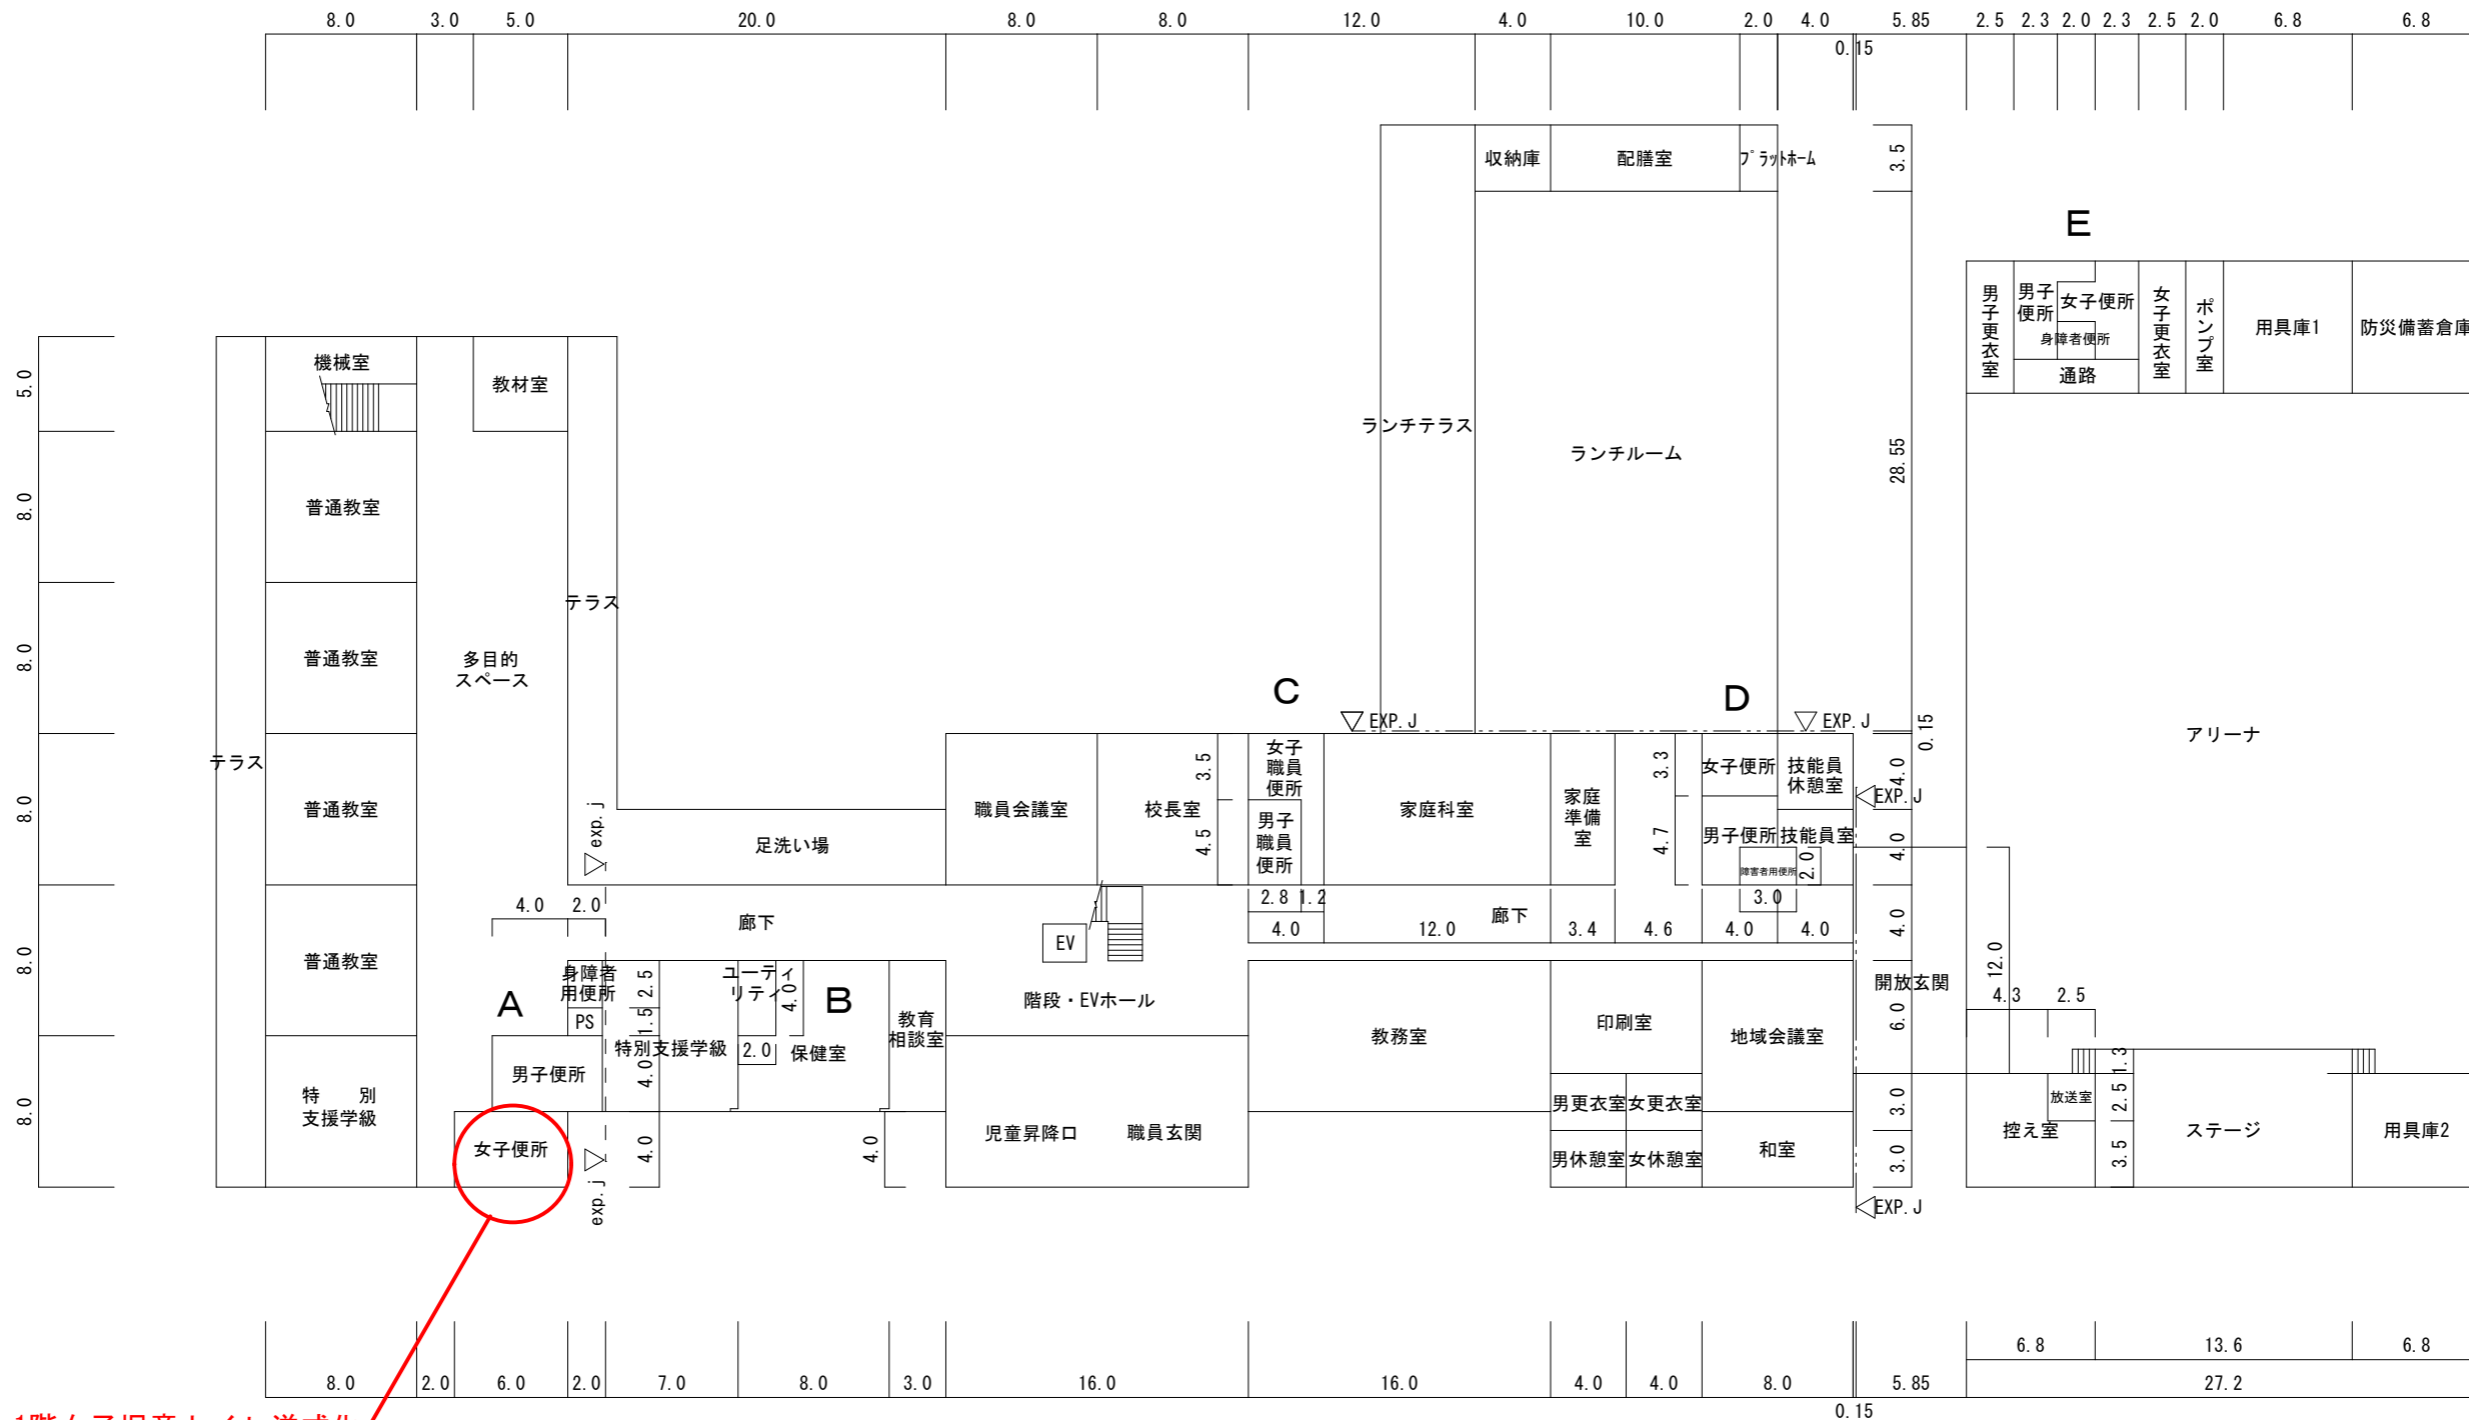 8.0 3.0 5.0 20.0 8.0 8.0 12.0 4.0 10.0 2.0 4.0 5.85 2.5 2.3 2.0 2.3 2.5 2.0 6.8 6.8
0.15
収納庫 配膳室 プラットホーム 3.5
E
男子更衣室
男子
便所
女子便所
身障者便所
通路
女子更衣室
ポンプ室
用具庫1
防災備蓄倉庫
5.0
機械室
教材室
ランチテラス
ランチルーム
28.55
8.0
普通教室
テラス
8.0
普通教室
多目的
スペース
C
D
EXP.J
EXP.J
0.15
アリーナ
テラス
8.0
普通教室
exp.j
足洗い場
職員会議室
校長室
3.5
4.5
女子
職員
便所
男子
職員
便所
家庭科室
家庭
準備
室
3.3
4.7
女子便所
技能員
休憩室
4.0
EXP.J
男子便所
技能員室
4.0
障害者用便所
2.0
3.0
2.8 1.2
4.0 12.0 3.4 4.6 4.0 4.0
廊下
4.0
8.0
普通教室
4.0 2.0
廊下
EV
階段・EVホール
A
身障者
用便所
PS
2.5
1.5
4.0
特別支援学級
ユーティ
リティ
4.0
2.0
B
保健室
教育
相談室
教務室
印刷室
地域会議室
開放玄関
6.0
12.0
4.3 2.5
8.0
特 別
支援学級
男子便所
女子便所
4.0
exp.j
4.0
児童昇降口
職員玄関
男更衣室
女更衣室
男休憩室
女休憩室
和室
3.0
3.0
EXP.J
控え室
放送室
1.3
2.5
3.5
ステージ
用具庫2
6.8 13.6 6.8
8.0 2.0 6.0 2.0 7.0 8.0 3.0 16.0 16.0 4.0 4.0 8.0 5.85 27.2
0.15
1階女子児童トイレ洋式化